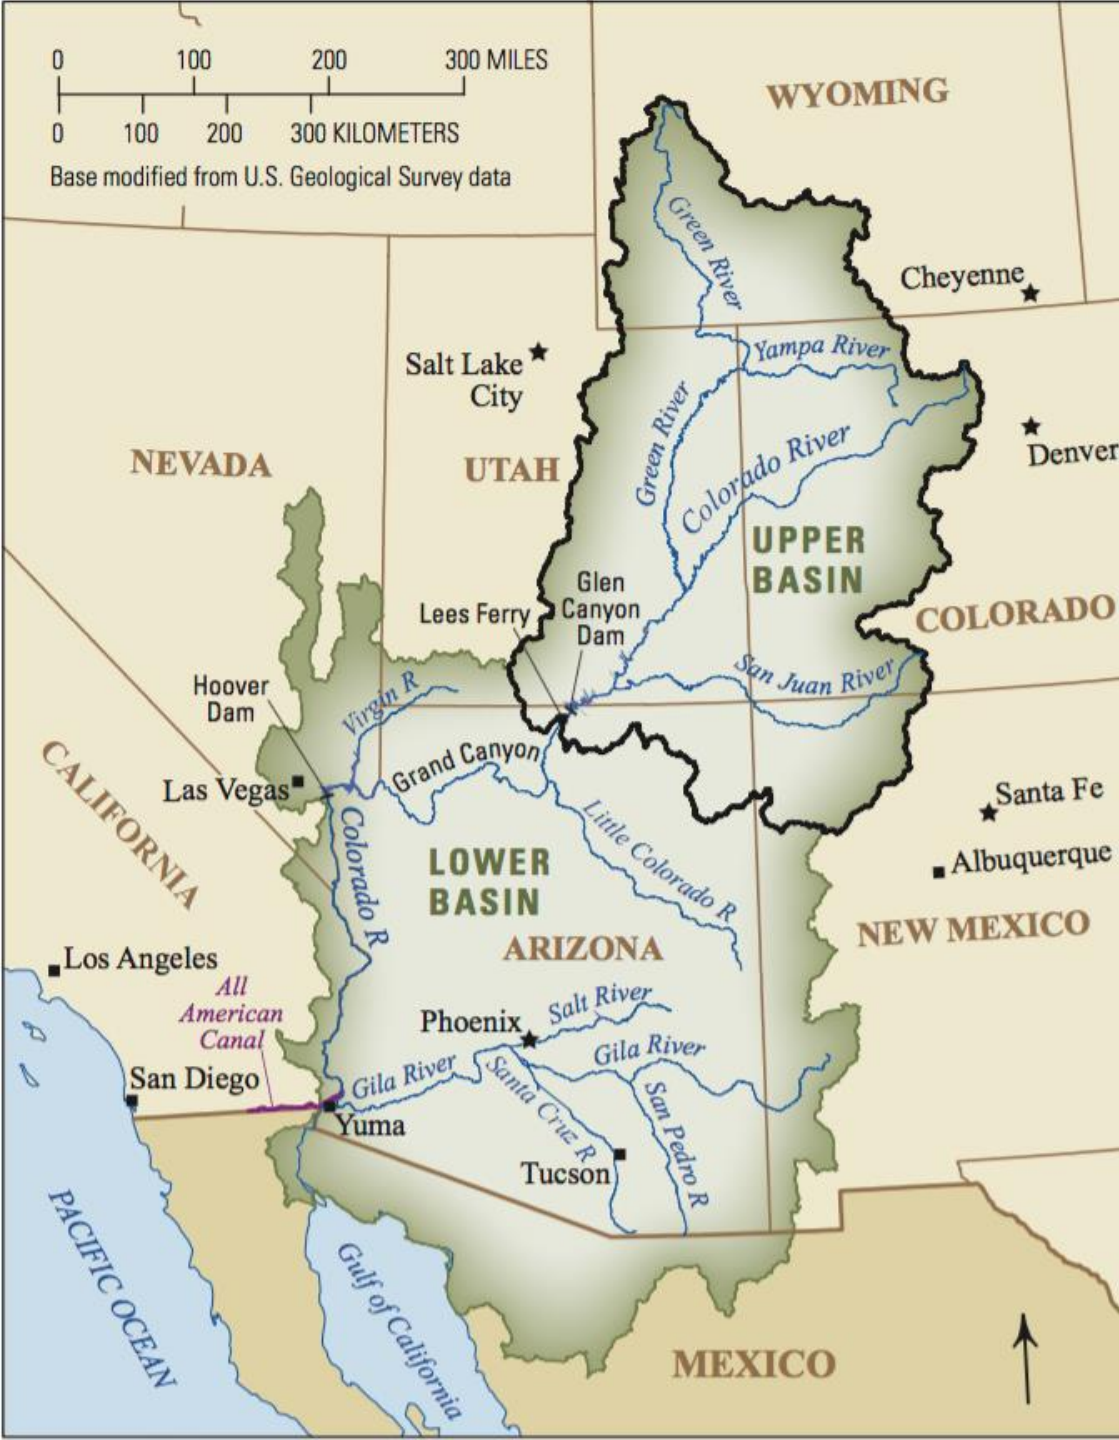 0 100 200 300 MILES
0 100 200 300 KILOMETERS
Base modified from U.S. Geological Survey data
WYOMING
Green River
Cheyenne
Salt Lake
City
Yampa River
Denver
NEVADA
UTAH
Green River
Colorado River
UPPER
BASIN
Glen
Canyon
Dam
Lees Ferry
COLORADO
San Juan River
Hoover
Dam
Virgin R
Grand Canyon
Las Vegas
CALIFORNIA
Colorado R
Little Colorado R
Santa Fe
Albuquerque
LOWER
BASIN
ARIZONA
NEW MEXICO
Los Angeles
All
American
Canal
Phoenix
Salt River
Gila River
Gila River
San Diego
Yuma
Santa Cruz R
San Pedro R
Tucson
PACIFIC OCEAN
Gulf of California
MEXICO